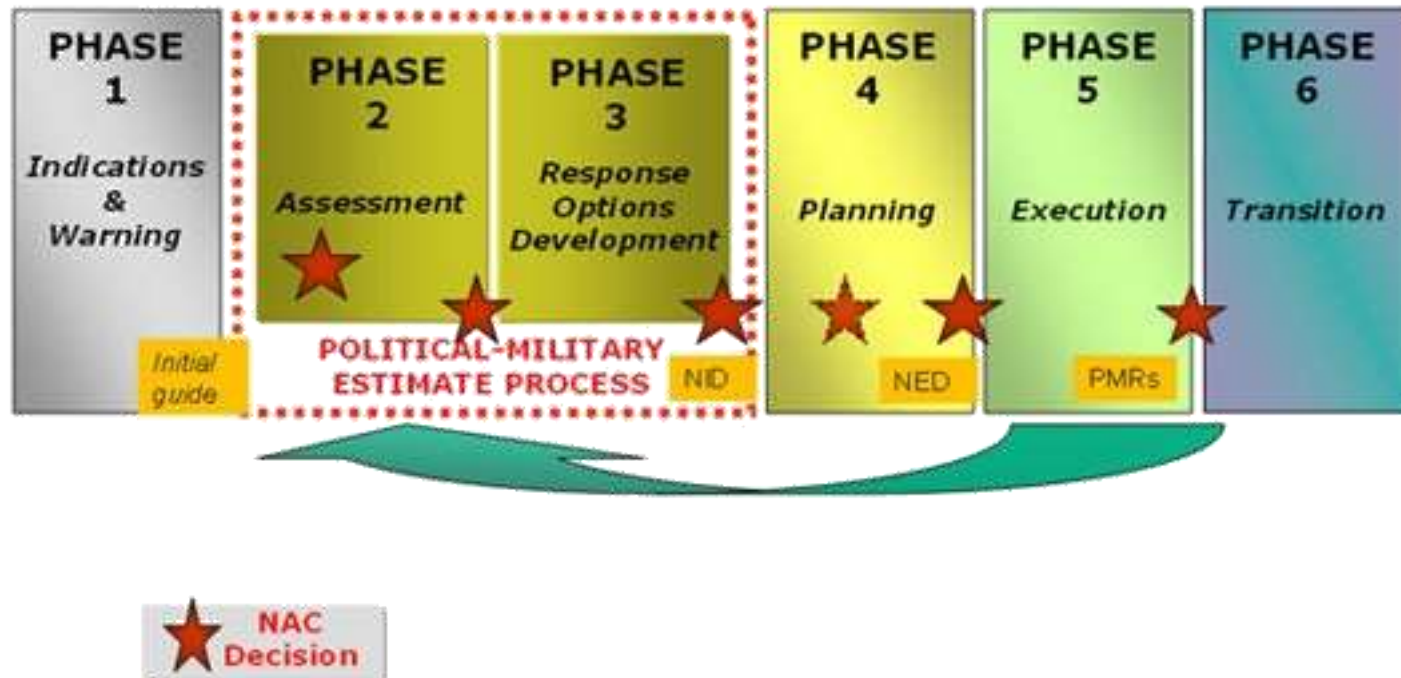 PHASE
1
Indications
&
Warning
Initial
guide
PHASE
2
Assessment
PHASE
3
Response
Options
Development
POLITICAL-MILITARY
ESTIMATE PROCESS
NID
PHASE
4
Planning
NED
PHASE
5
Execution
PMRs
PHASE
6
Transition
NAC
Decision